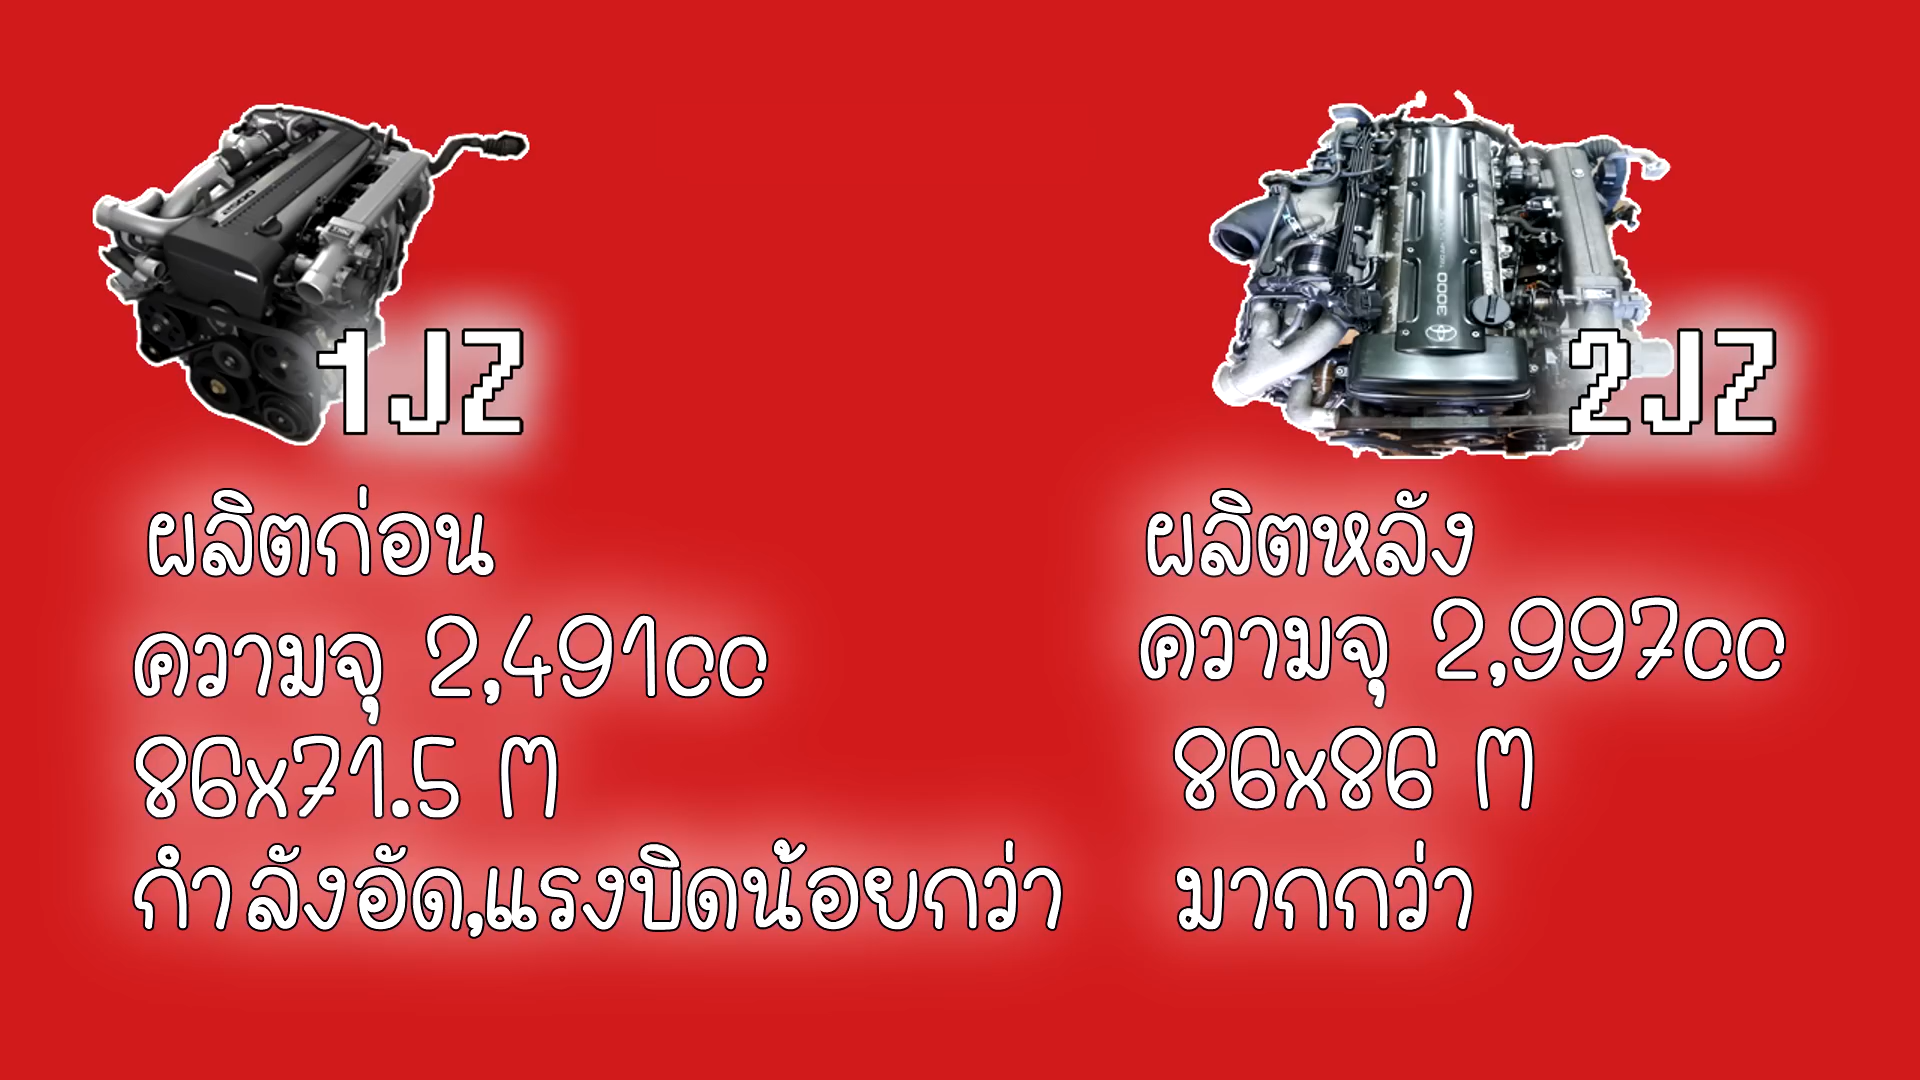 1JZ
ผลิตก่อน
ความจุ 2,491cc
86x71.5 M
กำลังอัด,แรงบิดน้อยกว่า
3000
2JZ
ผลิตหลัง
ความจุ 2,997cc
86x86 M
มากกว่า